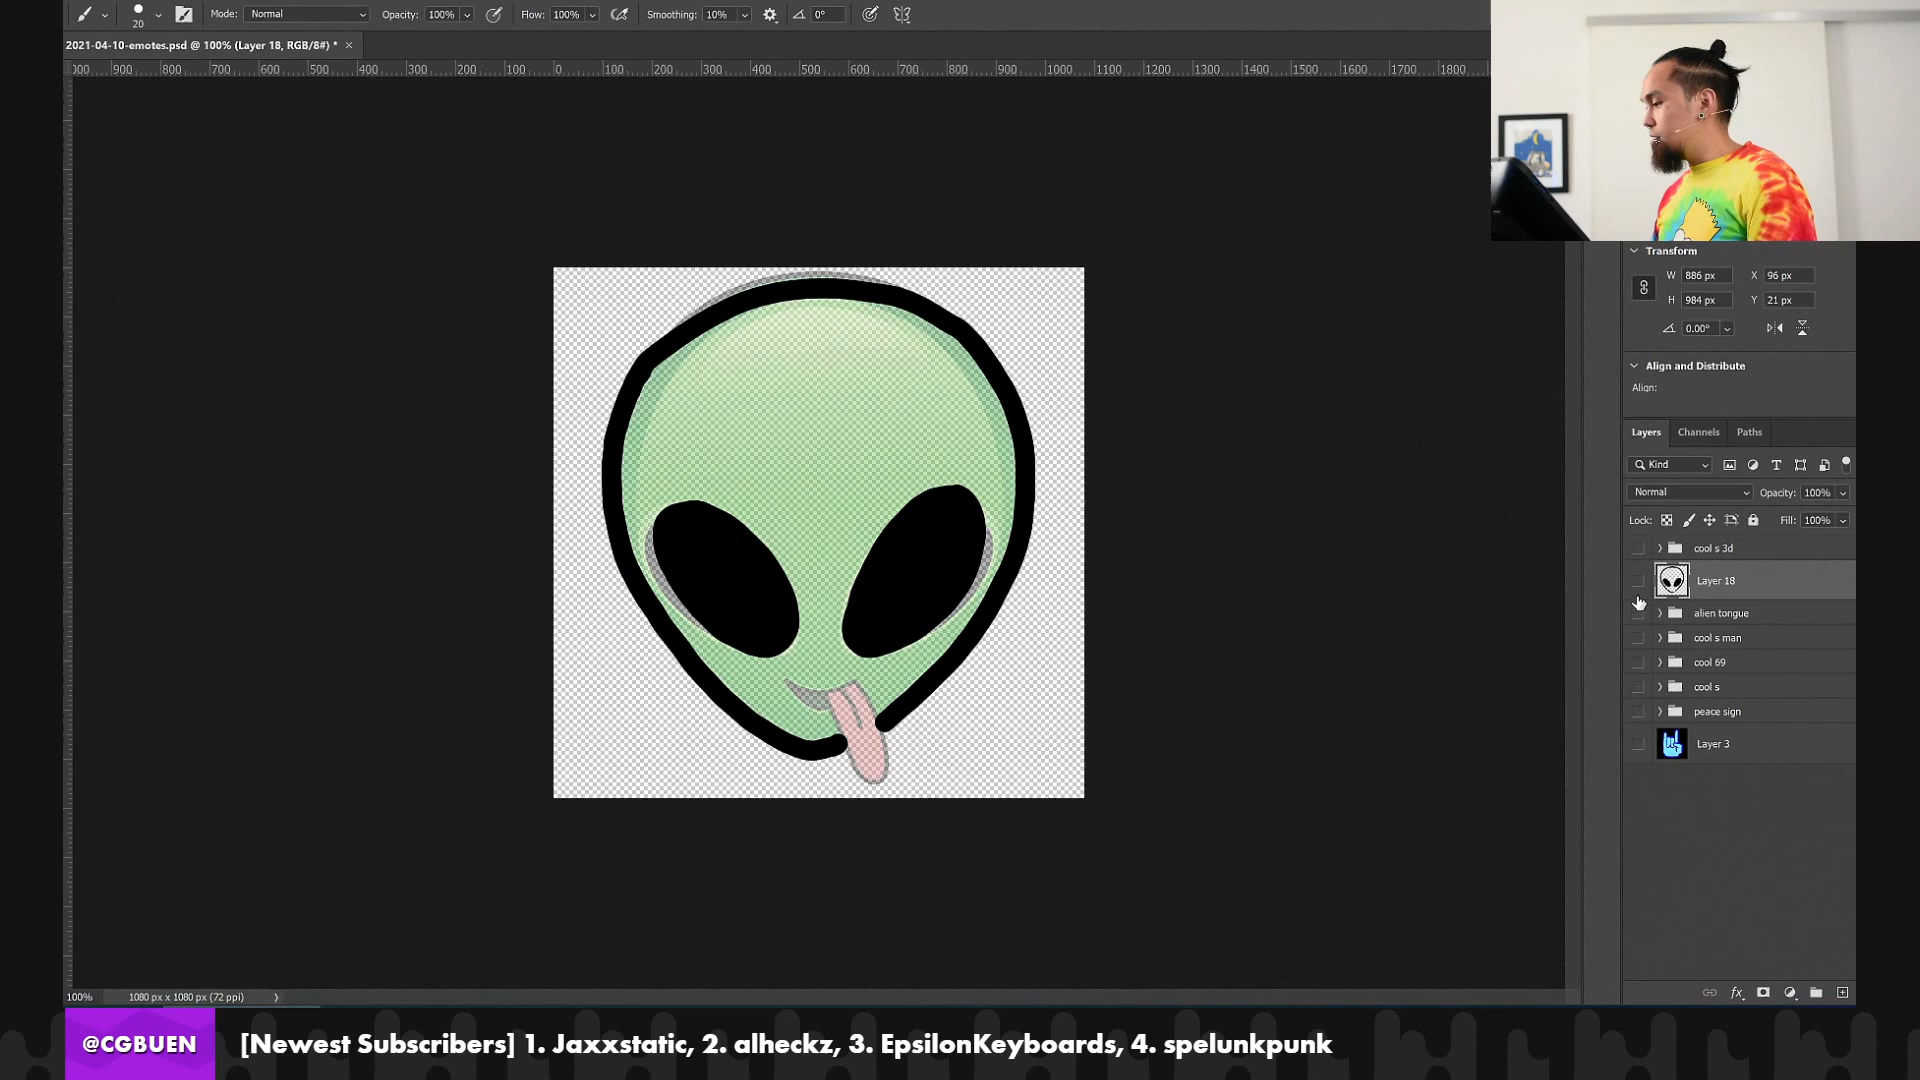 20
Mode: Normal
Opacity: 100%
Flow: 100%
Smoothing: 10%
0°
2021-04-10-emotes.psd @ 100% (Layer 18, RGB/8#) * ×
900 800 700 600 500 400 300 200 100 0 100 200 300 400 500 600 700 800 900 1000 1100 1200 1300 1400 1500 1600 1700 1800
Transform
W 886 px X 96 px
H 984 px Y 21 px
0.00°
Align and Distribute
Align:
Layers Channels Paths
Kind
Normal Opacity: 100%
Lock: Fill: 100%
cool s 3d
Layer 18
alien tongue
cool s man
cool 69
cool s
peace sign
Layer 3
fx
100% 1080 px x 1080 px (72 ppi)
@CGBUEN [Newest Subscribers] 1. Jaxxstatic, 2. alheckz, 3. EpsilonKeyboards, 4. spelunkpunk